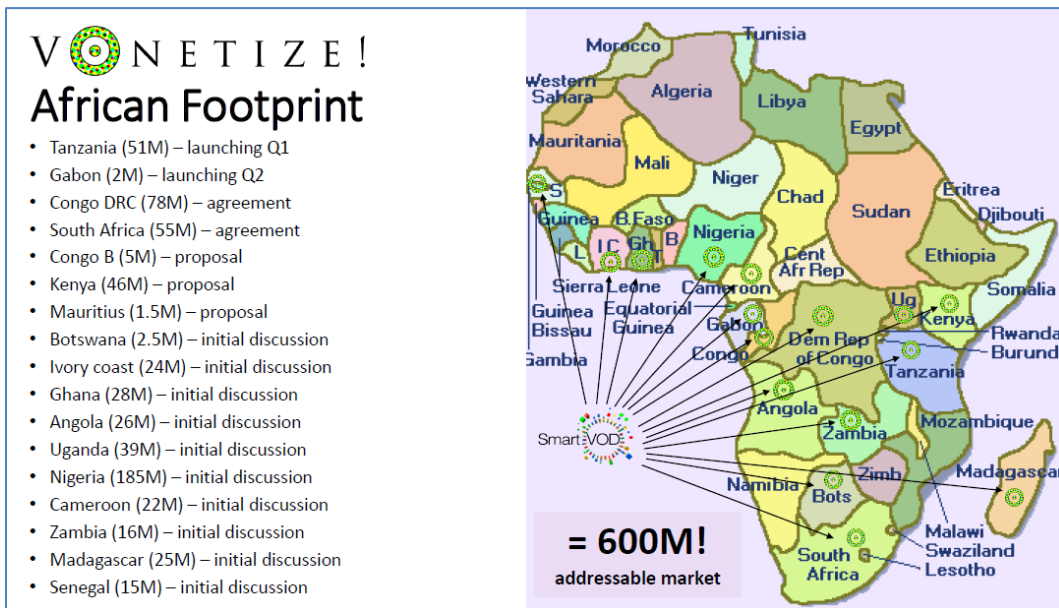 VONETIZE!
African Footprint
• Tanzania (51M) – launching Q1
• Gabon (2M) – launching Q2
• Congo DRC (78M) – agreement
• South Africa (55M) – agreement
• Congo B (5M) – proposal
• Kenya (46M) – proposal
• Mauritius (1.5M) – proposal
• Botswana (2.5M) – initial discussion
• Ivory coast (24M) – initial discussion
• Ghana (28M) – initial discussion
• Angola (26M) – initial discussion
• Uganda (39M) – initial discussion
• Nigeria (185M) – initial discussion
• Cameroon (22M) – initial discussion
• Zambia (16M) – initial discussion
• Madagascar (25M) – initial discussion
• Senegal (15M) – initial discussion
Tunisia
Morocco
Western
Sahara
Algeria
Libya
Egypt
Mauritania
Mali
Niger
Chad
Sudan
Eritrea
Djibouti
S
Guinea
B.Faso
Nigeria
Ethiopia
I
L
I C
Gh
T
B
Cent
Afr Rep
Somalia
Sierra Leone
Cameroon
Guinea
Bissau
Equatorial
Guinea
Gabon
Congo
Ug
Kenya
Gambia
Dem Rep
of Congo
Rwanda
Burund
Tanzania
Smart VOD
Angola
Zambia
Mozambique
Madagascar
Namibia
Zimb
Bots
Malawi
Swaziland
Lesotho
South
Africa
= 600M!
addressable market